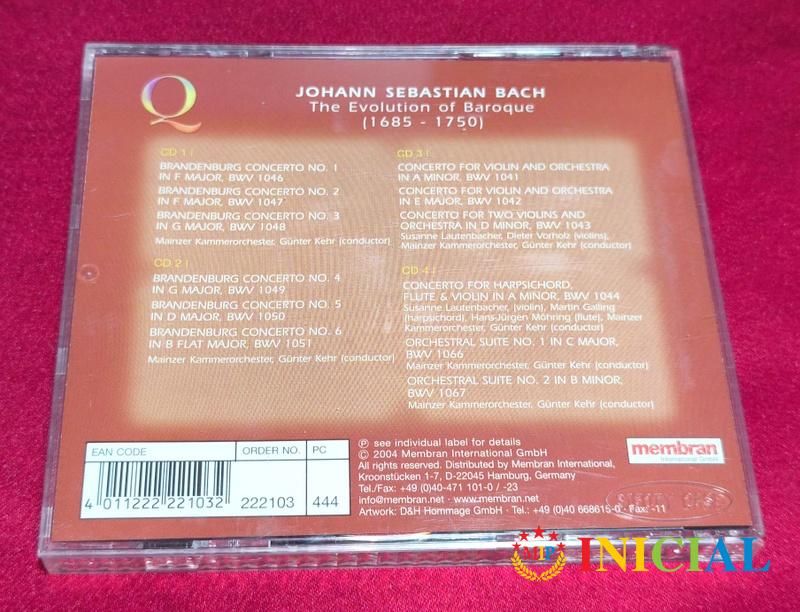 Q
JOHANN SEBASTIAN BACH
The Evolution of Baroque
(1685 - 1750)
CD 1 |
BRANDENBURG CONCERTO NO. 1
IN F MAJOR, BWV 1046
BRANDENBURG CONCERTO NO. 2
IN F MAJOR, BWV 1047
BRANDENBURG CONCERTO NO. 3
IN G MAJOR, BWV 1048
Mainzer Kammerorchester, Günter Kehr (conductor)
CD 2 |
BRANDENBURG CONCERTO NO. 4
IN G MAJOR, BWV 1049
BRANDENBURG CONCERTO NO. 5
IN D MAJOR, BWV 1050
BRANDENBURG CONCERTO NO. 6
IN B FLAT MAJOR, BWV 1051
Mainzer Kammerorchester, Günter Kehr (conductor)
CD 3 |
CONCERTO FOR VIOLIN AND ORCHESTRA
IN A MINOR, BWV 1041
CONCERTO FOR VIOLIN AND ORCHESTRA
IN E MAJOR, BWV 1042
CONCERTO FOR TWO VIOLINS AND
ORCHESTRA IN D MINOR, BWV 1043
Susanne Lautenbacher, Dieter Vorholz (violins),
Mainzer Kammerorchester, Günter Kehr (conductor)
CD 4 |
CONCERTO FOR HARPSICHORD,
FLUTE & VIOLIN IN A MINOR, BWV 1044
Susanne Lautenbacher, (violin), Martin Galling
(harpsichord), Hans-Jürgen Möhring (flute), Mainzer
Kammerorchester, Günter Kehr (conductor)
ORCHESTRAL SUITE NO. 1 IN C MAJOR,
BWV 1066
ORCHESTRAL SUITE NO. 2 IN B MINOR,
BWV 1067
Mainzer Kammerorchester, Günter Kehr (conductor)
EAN CODE
4 011222 221032
ORDER NO.
222103
PC
444
℗ see individual label for details
© 2004 Membran International GmbH
All rights reserved. Distributed by Membran International,
Kroonstücken 1-7, D-22045 Hamburg, Germany
Tel./Fax: +49 (0)40-471 101-0 / -23
info@membran.net · www.membran.net
Artwork: D&H Hommage GmbH · Tel.: +49 (0)40 668615-0 · Fax: -11
membran
International GmbH
MP
INICIAL